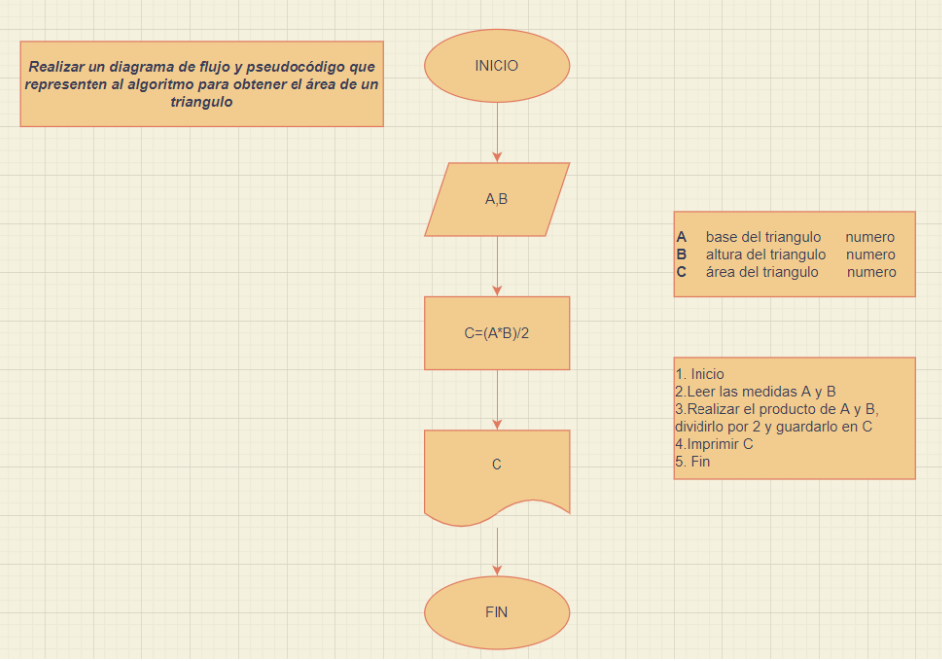 Realizar un diagrama de flujo y pseudocódigo que
representen al algoritmo para obtener el área de un
triangulo
INICIO
A,B
A base del triangulo numero
B altura del triangulo numero
C área del triangulo numero
C=(A*B)/2
1. Inicio
2.Leer las medidas A y B
3.Realizar el producto de A y B,
dividirlo por 2 y guardarlo en C
4.Imprimir C
5. Fin
C
FIN